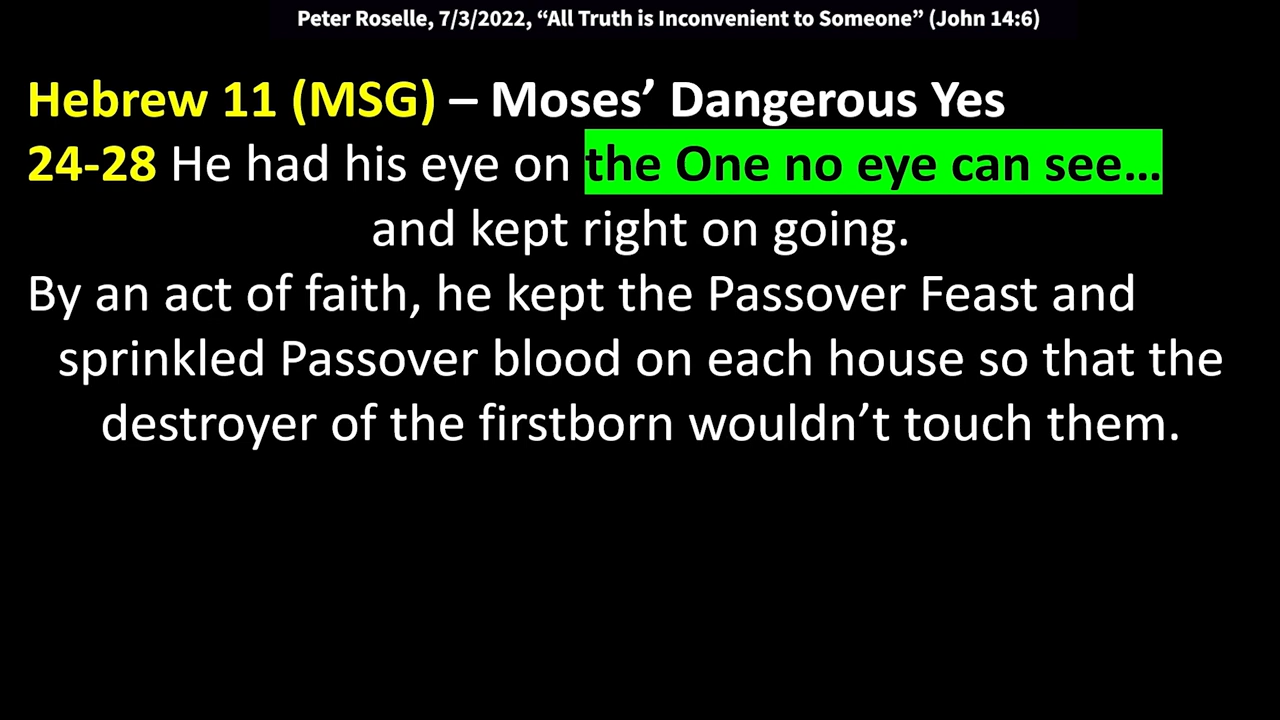 Peter Roselle, 7/3/2022, “All Truth is Inconvenient to Someone” (John 14:6)
Hebrew 11 (MSG) – Moses’ Dangerous Yes
24-28 He had his eye on the One no eye can see…
and kept right on going.
By an act of faith, he kept the Passover Feast and
sprinkled Passover blood on each house so that the
destroyer of the firstborn wouldn’t touch them.